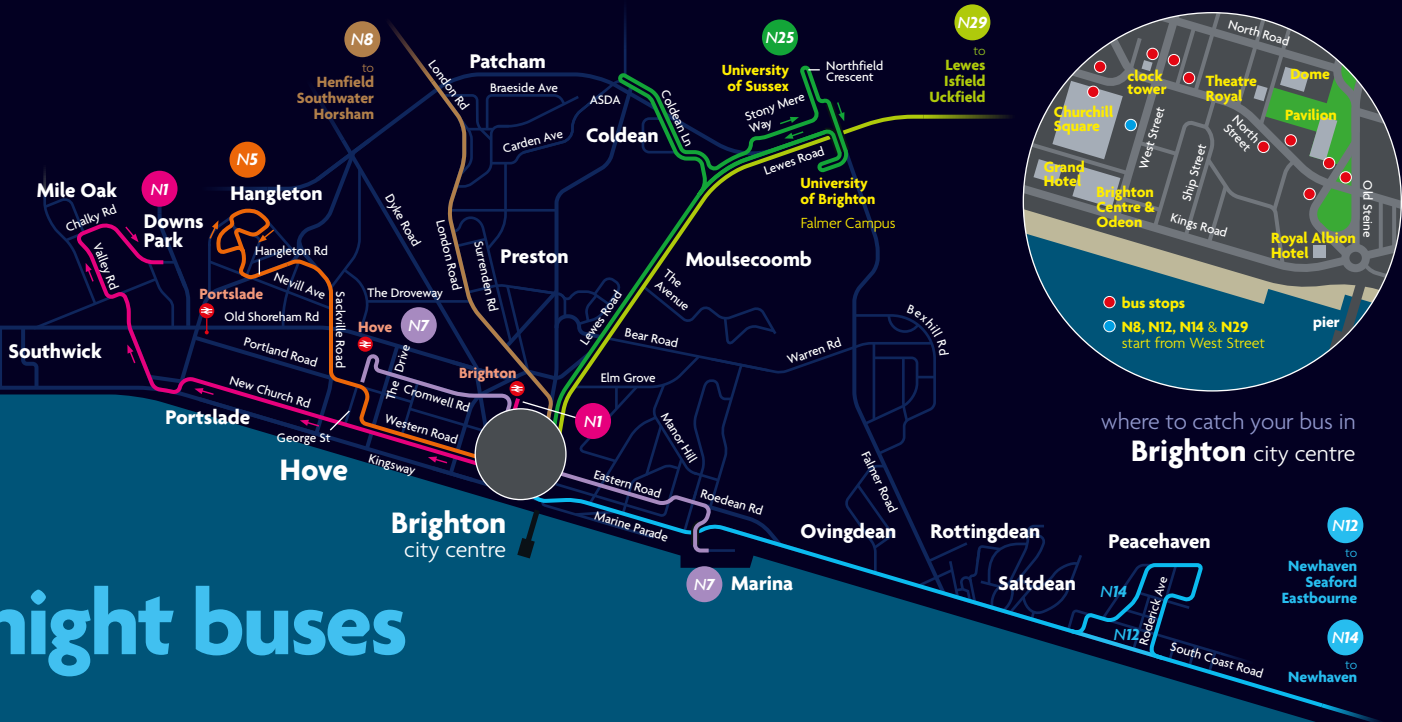 N8
to
Henfield
Southwater
Horsham
London Rd
Patcham
Braeside Ave
ASDA
Carden Ave
Coldean
Coldean Ln
N25
University
of Sussex
Northfield
Crescent
Stony Mere
Way
Lewes Road
University
of Brighton
Falmer Campus
N29
to
Lewes
Isfield
Uckfield
N5
Hangleton
Mile Oak
N1
Chalky Rd
Downs
Park
Valley Rd
Hangleton Rd
Nevill Ave
Dyke Road
London Road
Surrenden Rd
Preston
Moulsecoomb
The
Avenue
Portslade
Old Shoreham Rd
Sackville Road
The Droveway
Hove
N7
Lewes Road
Bear Road
Warren Rd
Bexhill Rd
Southwick
Portland Road
The Drive
Brighton
Elm Grove
New Church Rd
Cromwell Rd
N1
Portslade
George St
Western Road
Manor Hill
Hove
Kingsway
Eastern Road
Roedean Rd
Falmer Road
Brighton
city centre
Marine Parade
Ovingdean
Rottingdean
N7
Marina
Saltdean
Peacehaven
N14
N12
Roderick Ave
South Coast Road
N12
to
Newhaven
Seaford
Eastbourne
N14
to
Newhaven
night buses
North Road
clock
tower
Theatre
Royal
Dome
Churchill
Square
Pavilion
North
Street
West Street
Ship Street
Grand
Hotel
Brighton
Centre &
Odeon
Kings Road
Old Steine
Royal Albion
Hotel
bus stops
N8, N12, N14 & N29
start from West Street
pier
where to catch your bus in
Brighton city centre